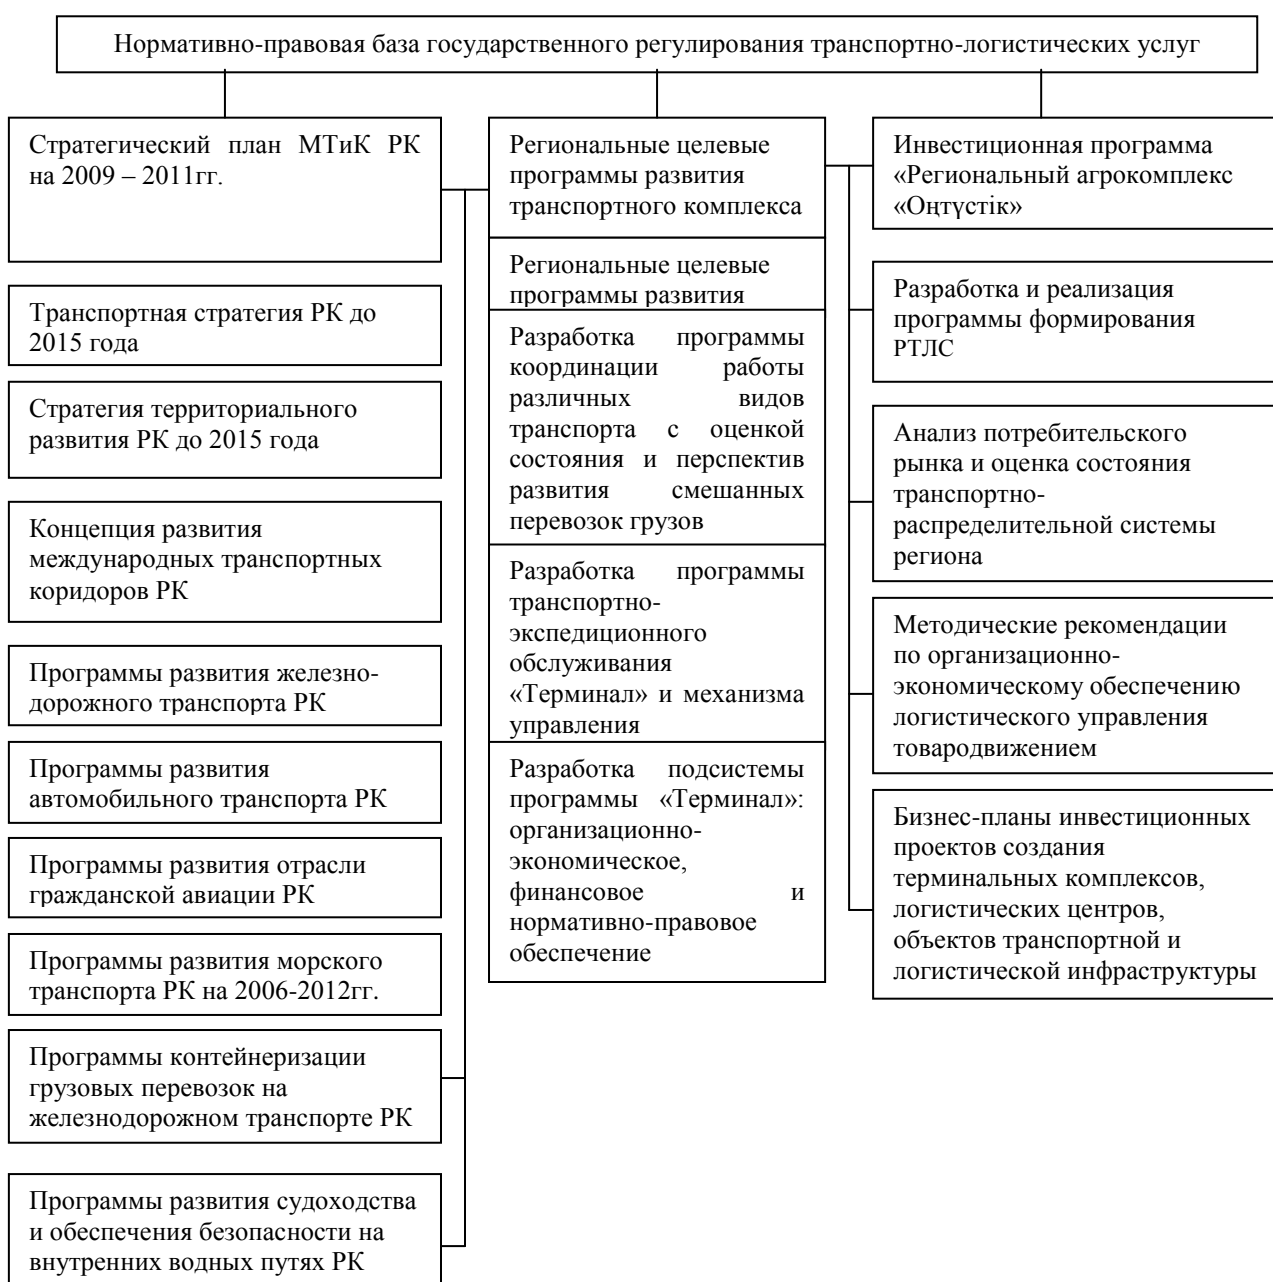 Нормативно-правовая база государственного регулирования транспортно-логистических услуг
Стратегический план МТиК РК
на 2009 – 2011гг.
Транспортная стратегия РК до
2015 года
Стратегия территориального
развития РК до 2015 года
Концепция развития
международных транспортных
коридоров РК
Программы развития железно-
дорожного транспорта РК
Программы развития
автомобильного транспорта РК
Программы развития отрасли
гражданской авиации РК
Программы развития морского
транспорта РК на 2006-2012гг.
Программы контейнеризации
грузовых перевозок на
железнодорожном транспорте РК
Программы развития судоходства
и обеспечения безопасности на
внутренних водных путях РК
Региональные целевые
программы развития
транспортного комплекса
Региональные целевые
программы развития
Разработка программы
координации работы
различных видов
транспорта с оценкой
состояния и перспектив
развития смешанных
перевозок грузов
Разработка программы
транспортно-
экспедиционного
обслуживания
«Терминал» и механизма
управления
Разработка подсистемы
программы «Терминал»:
организационно-
экономическое,
финансовое и
нормативно-правовое
обеспечение
Инвестиционная программа
«Региональный агрокомплекс
«Оңтүстік»
Разработка и реализация
программы формирования
РТЛС
Анализ потребительского
рынка и оценка состояния
транспортно-
распределительной системы
региона
Методические рекомендации
по организационно-
экономическому обеспечению
логистического управления
товародвижением
Бизнес-планы инвестиционных
проектов создания
терминальных комплексов,
логистических центров,
объектов транспортной и
логистической инфраструктуры